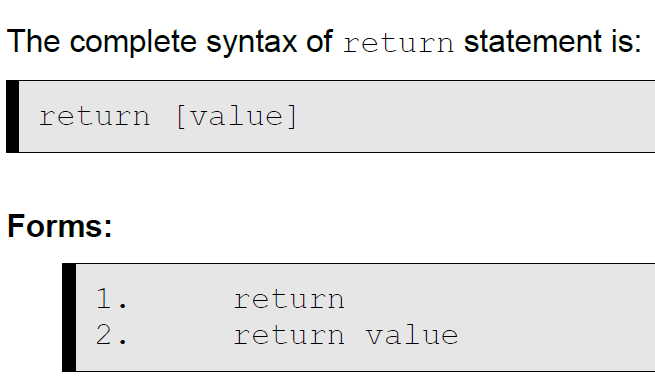 The complete syntax of return statement is:
return [value]
Forms:
1. return
2. return value